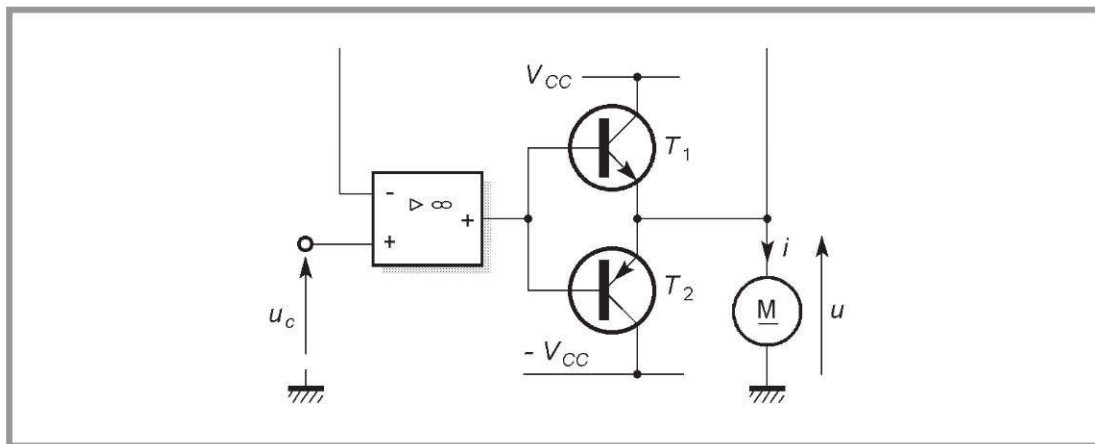 V_CC
T_1
-
▷ ∞
+
+
T_2
i
u_c
M
u
- V_CC